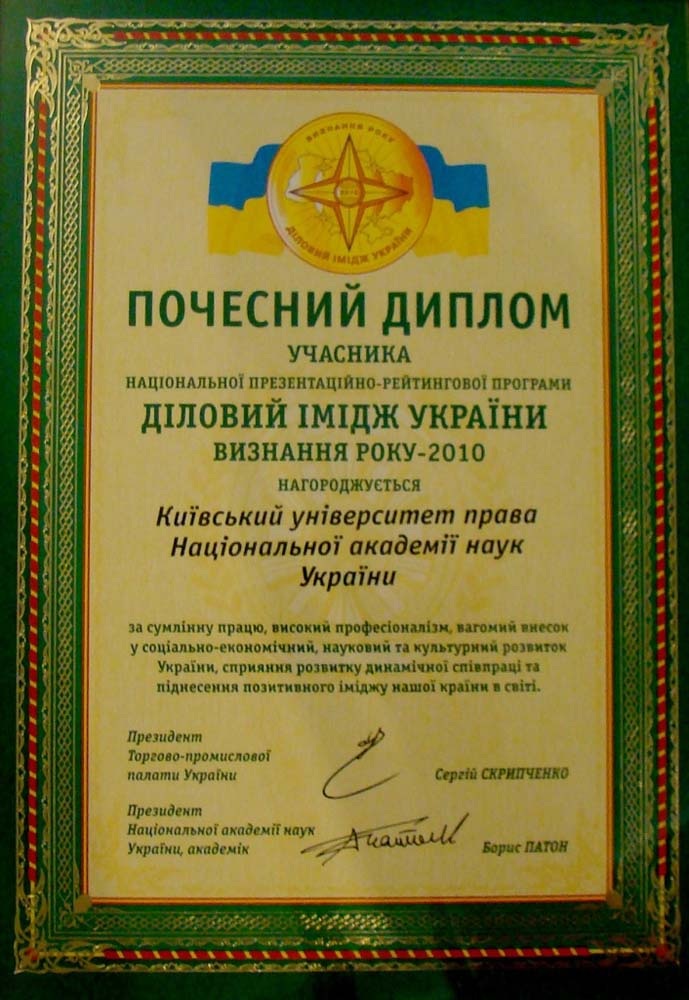 ВИЗНАННЯ РОКУ
2010
ДІЛОВИЙ ІМІДЖ УКРАЇНИ
ПОЧЕСНИЙ ДИПЛОМ
УЧАСНИКА
НАЦІОНАЛЬНОЇ ПРЕЗЕНТАЦІЙНО-РЕЙТИНГОВОЇ ПРОГРАМИ
ДІЛОВИЙ ІМІДЖ УКРАЇНИ
ВИЗНАННЯ РОКУ-2010
НАГОРОДЖУЄТЬСЯ
Київський університет права
Національної академії наук
України
за сумлінну працю, високий професіоналізм, вагомий внесок
у соціально-економічний, науковий та культурний розвиток
України, сприяння розвитку динамічної співпраці та
піднесення позитивного іміджу нашої країни в світі.
Президент
Торгово-промислової
палати України
Сергій СКРИПЧЕНКО
Президент
Національної академії наук
України, академік
Борис ПАТОН